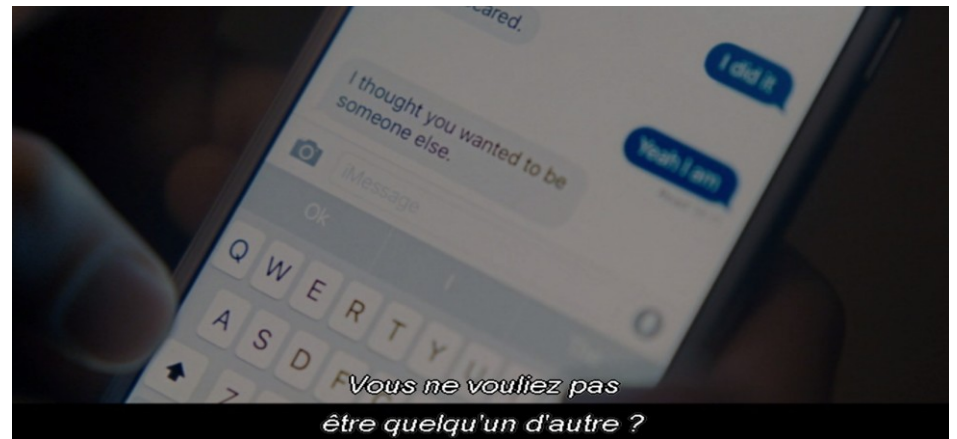 cared.
I did it
Yeah I am
I thought you wanted to be
someone else.
iMessage
Ok
I
Q W E R T Y U
A S D F
Z
Vous ne vouliez pas
être quelqu'un d'autre ?